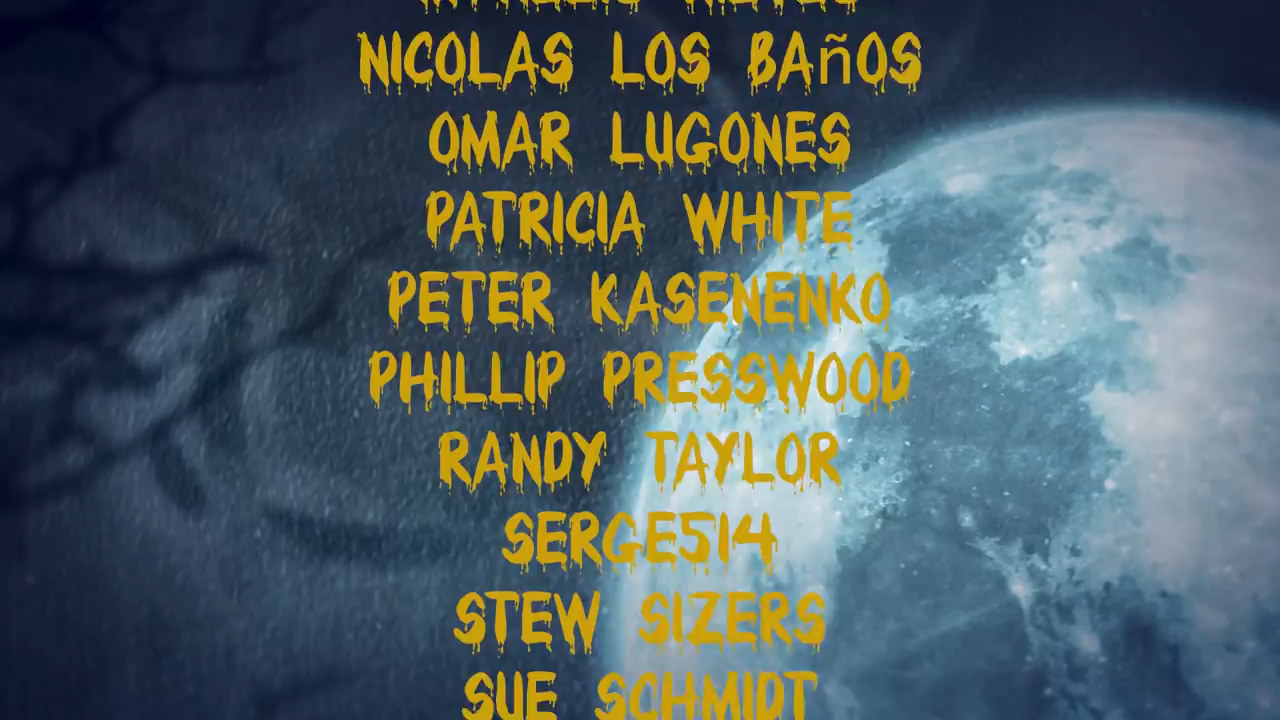 NICOLAS LOS BAñOS
OMAR LUGONES
PATRICIA WHITE
PETER KASENENKO
PHILLIP PRESSWOOD
RANDY TAYLOR
SERGE514
STEW SIZERS
SUE SCHMIDT